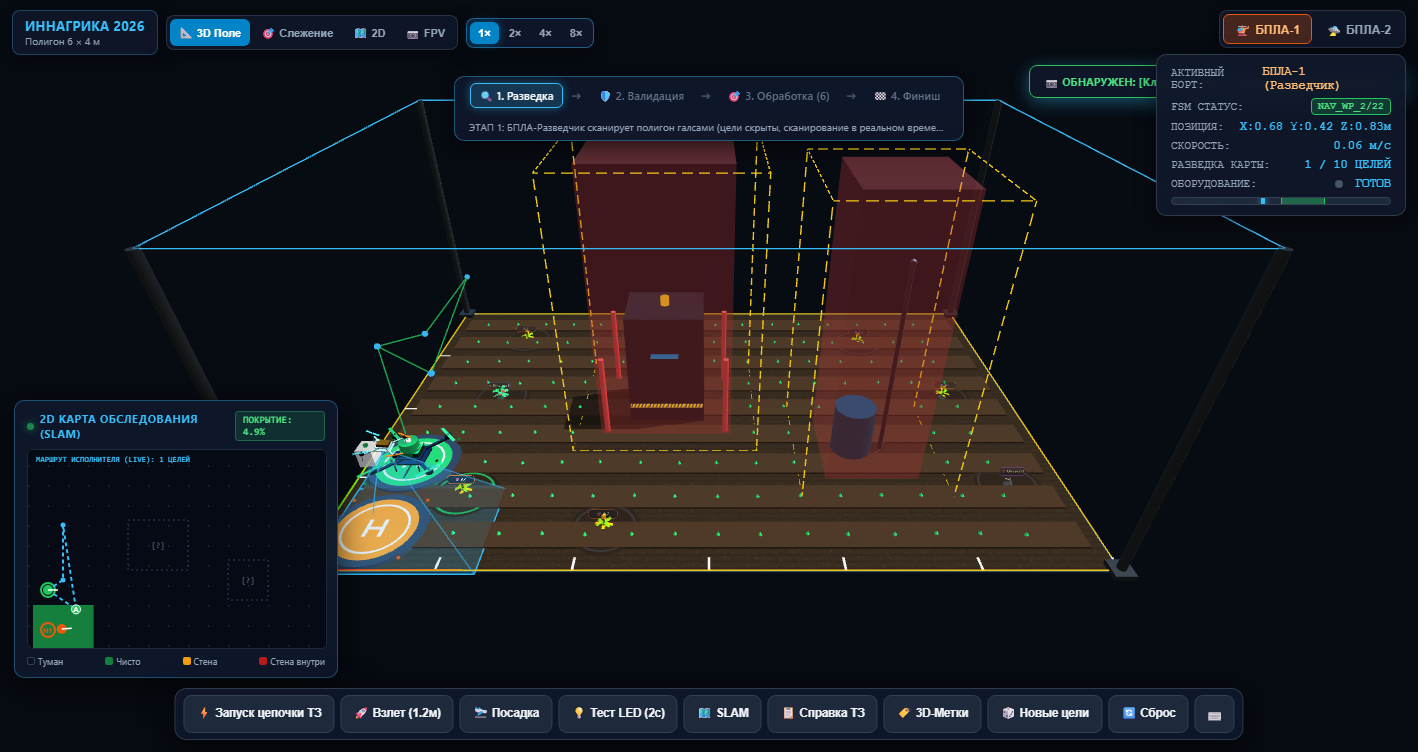 ИННАГРИКА 2026
Полигон 6 × 4 м
3D Поле
Слежение
2D
FPV
1×
2×
4×
8×
БПЛА-1
БПЛА-2
1. Разведка
→
2. Валидация
→
3. Обработка (6)
→
4. Финиш
ЭТАП 1: БПЛА-Разведчик сканирует полигон галсами (цели скрыты, сканирование в реальном време...
ОБНАРУЖЕН: [Кл
АКТИВНЫЙ БОРТ:
БПЛА-1 (Разведчик)
FSM СТАТУС:
NAV_WP_2/22
ПОЗИЦИЯ:
X:0.68 Y:0.42 Z:0.83м
СКОРОСТЬ:
0.06 м/с
РАЗВЕДКА КАРТЫ:
1 / 10 ЦЕЛЕЙ
ОБОРУДОВАНИЕ:
ГОТОВ
H
2D КАРТА ОБСЛЕДОВАНИЯ (SLAM)
ПОКРЫТИЕ: 4.9%
МАРШРУТ ИСПОЛНИТЕЛЯ (LIVE): 1 ЦЕЛЕЙ
[?]
[?]
A
Туман
Чисто
Стена
Стена внутри
Запуск цепочки ТЗ
Взлет (1.2м)
Посадка
Тест LED (2с)
SLAM
Справка ТЗ
3D-Метки
Новые цели
Сброс